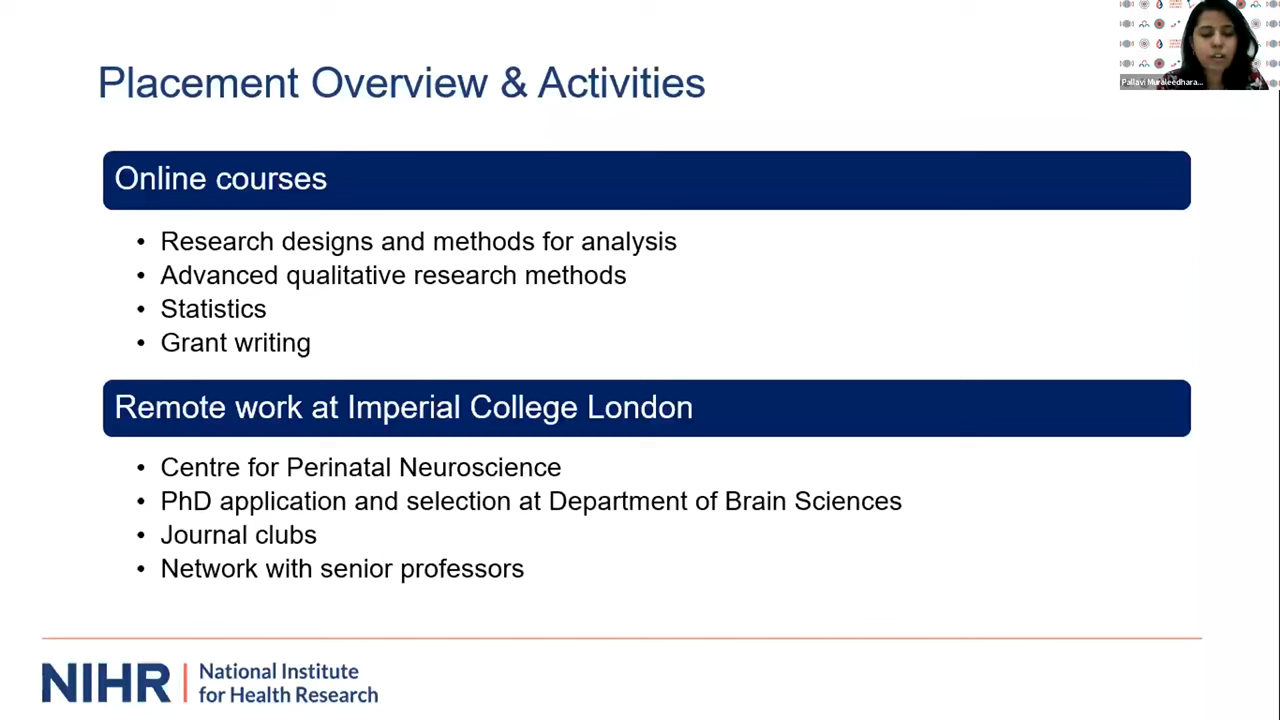 Placement Overview & Activities
Pallavi Muraleedhara...
Online courses
• Research designs and methods for analysis
• Advanced qualitative research methods
• Statistics
• Grant writing
Remote work at Imperial College London
• Centre for Perinatal Neuroscience
• PhD application and selection at Department of Brain Sciences
• Journal clubs
• Network with senior professors
NIHR | National Institute
for Health Research